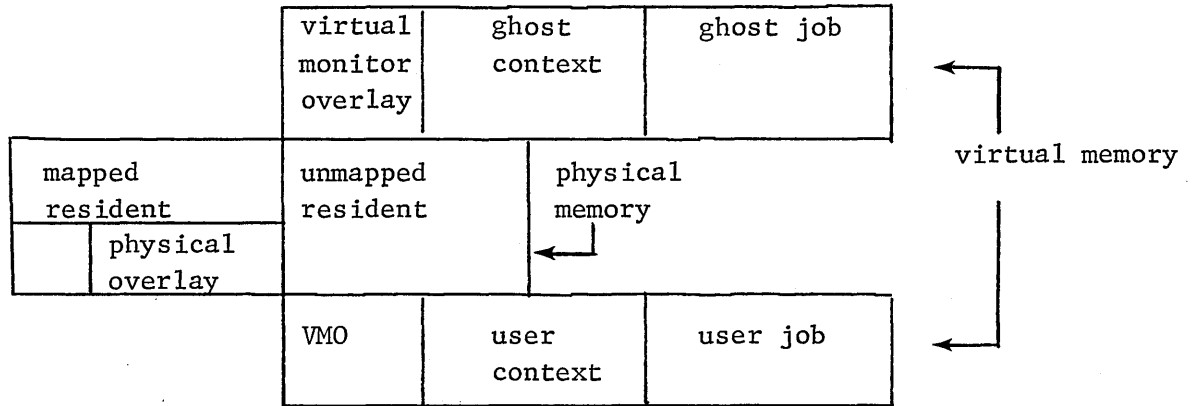 virtual
monitor
overlay
ghost
context
ghost job
virtual memory
mapped
resident
physical
overlay
unmapped
resident
physical
memory
VMO
user
context
user job